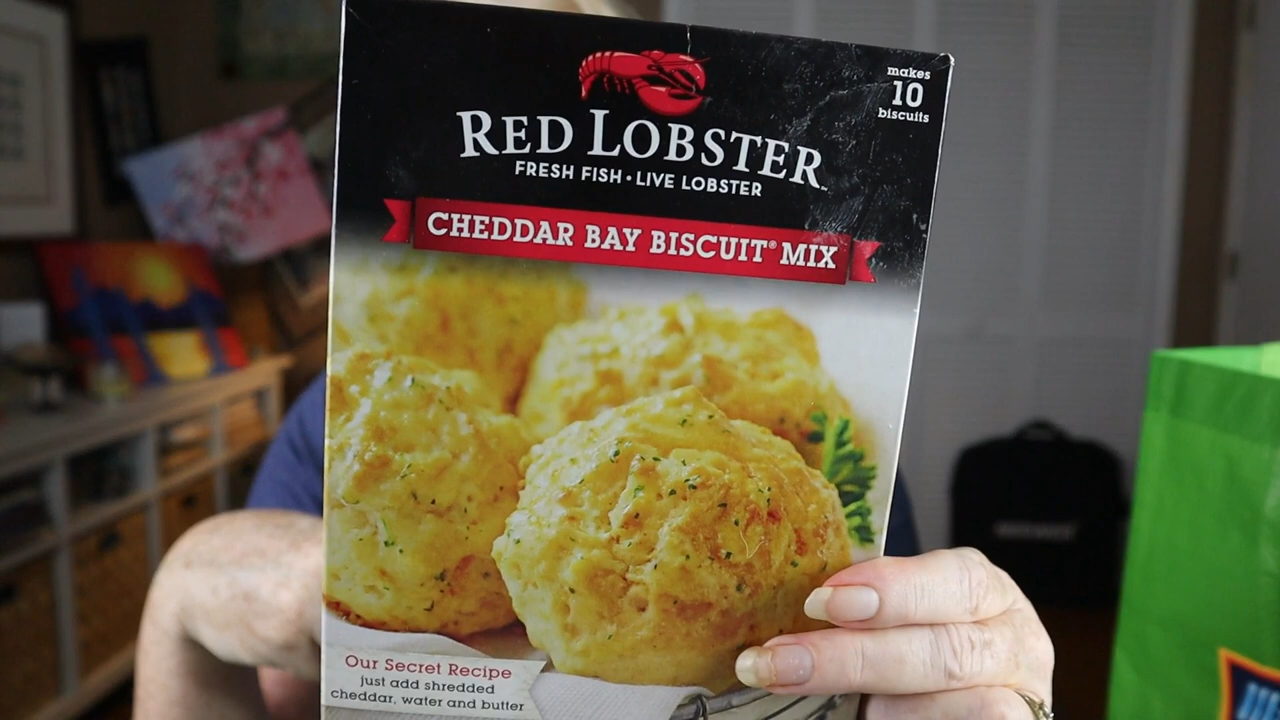 makes
10
biscuits
RED LOBSTER™
FRESH FISH • LIVE LOBSTER
CHEDDAR BAY BISCUIT® MIX
Our Secret Recipe
just add shredded
cheddar, water and butter